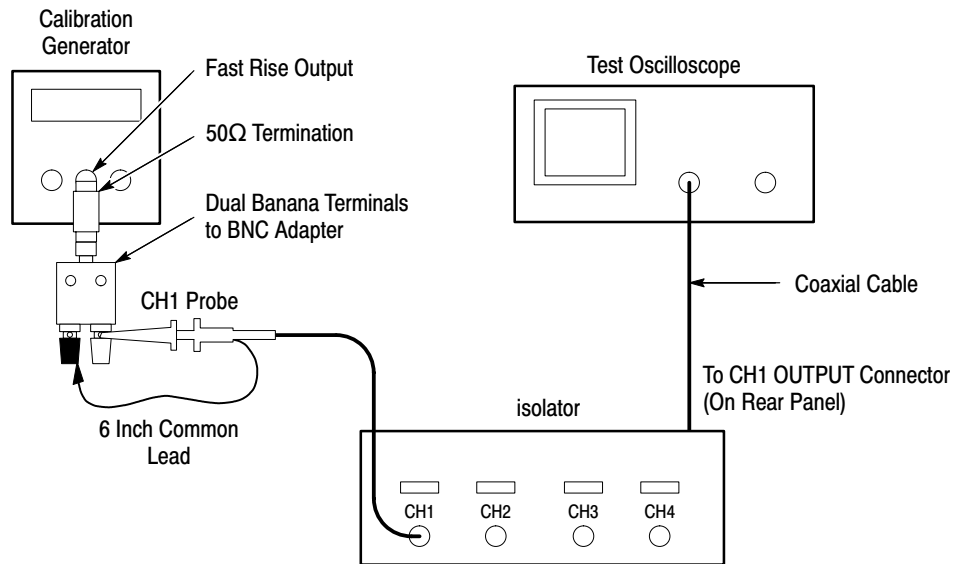 Calibration
Generator
Fast Rise Output
Test Oscilloscope
50Ω Termination
Dual Banana Terminals
to BNC Adapter
CH1 Probe
Coaxial Cable
To CH1 OUTPUT Connector
(On Rear Panel)
6 Inch Common
Lead
isolator
CH1
CH2
CH3
CH4